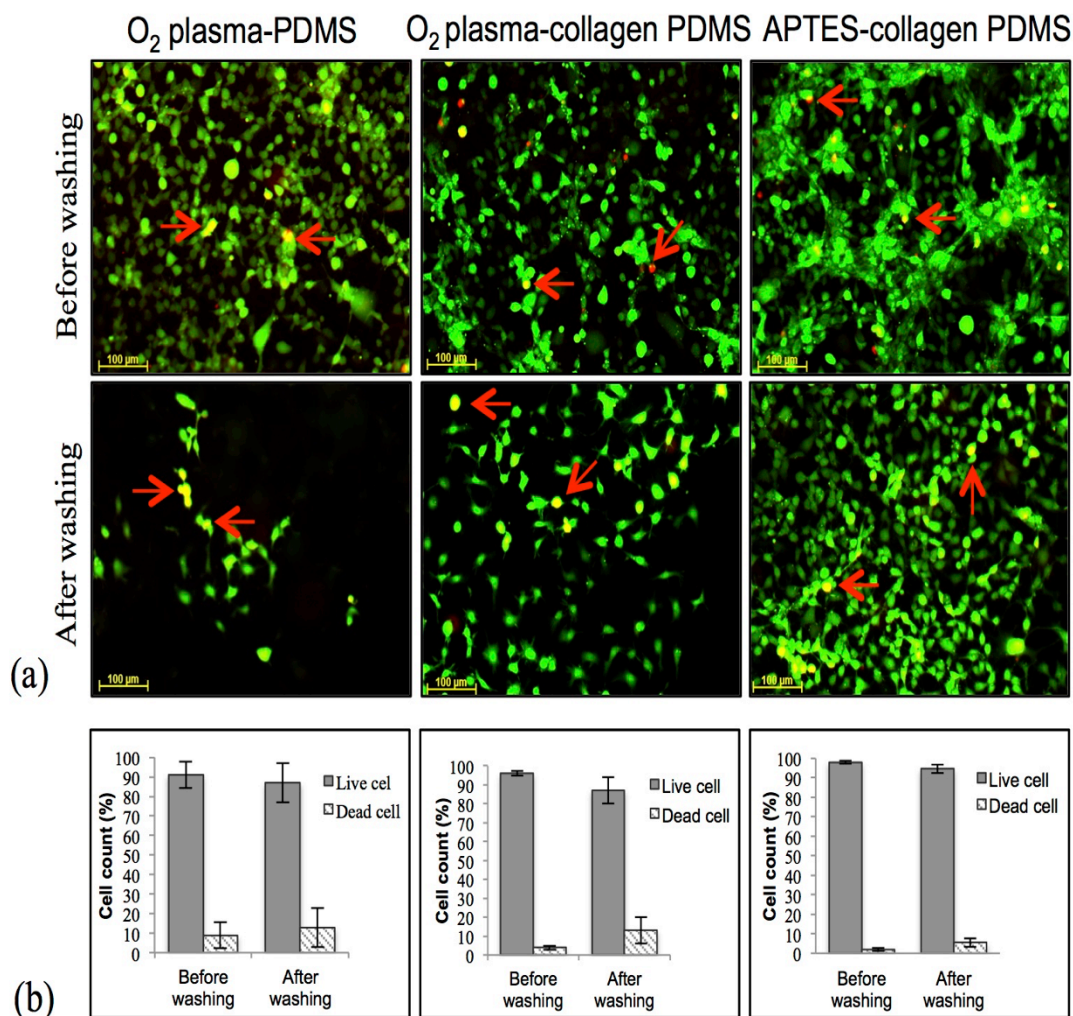 O2 plasma-PDMS
O2 plasma-collagen PDMS
APTES-collagen PDMS
Before washing
100 µm
100 µm
100 µm
After washing
100 µm
100 µm
100 µm
(a)
Cell count (%)
100
90
80
70
60
50
40
30
20
10
0
Live cel
Dead cell
Before
washing
After
washing
Cell count (%)
100
90
80
70
60
50
40
30
20
10
0
Live cell
Dead cell
Before
washing
After
washing
Cell count (%)
100
90
80
70
60
50
40
30
20
10
0
Live cell
Dead cell
Before
washing
After
washing
(b)